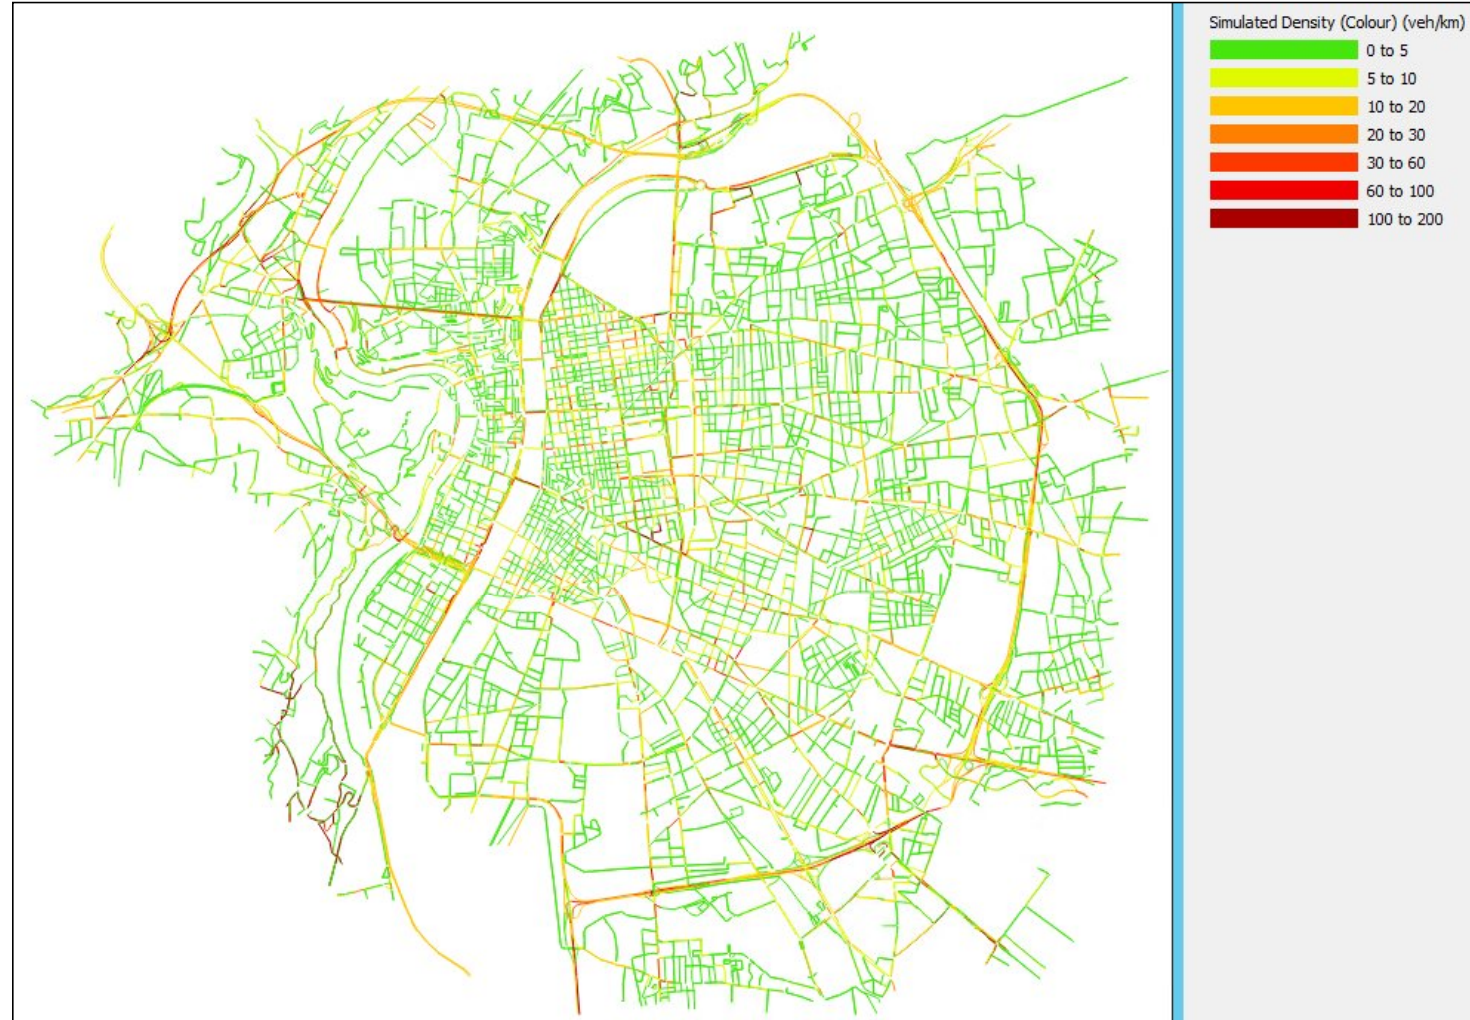 Simulated Density (Colour) (veh/km)
0 to 5
5 to 10
10 to 20
20 to 30
30 to 60
60 to 100
100 to 200